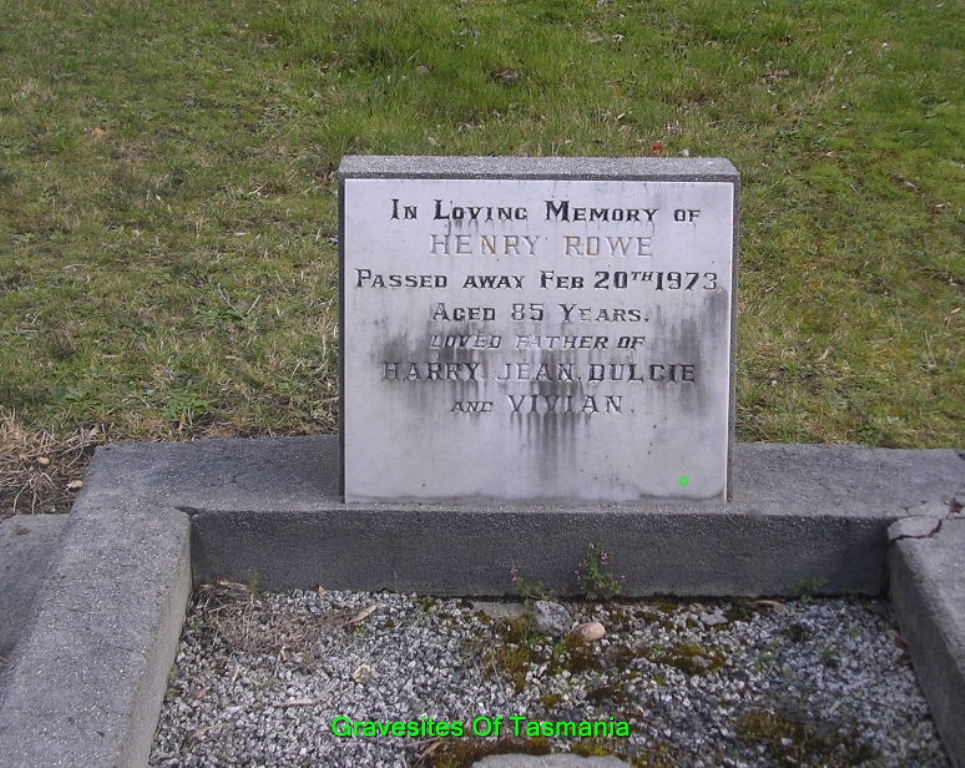 In Loving Memory of
HENRY ROWE
Passed away Feb 20TH 1973
Aged 85 Years.
LOVED FATHER OF
HARRY, JEAN, DULCIE
AND VIVIAN.
Gravesites Of Tasmania